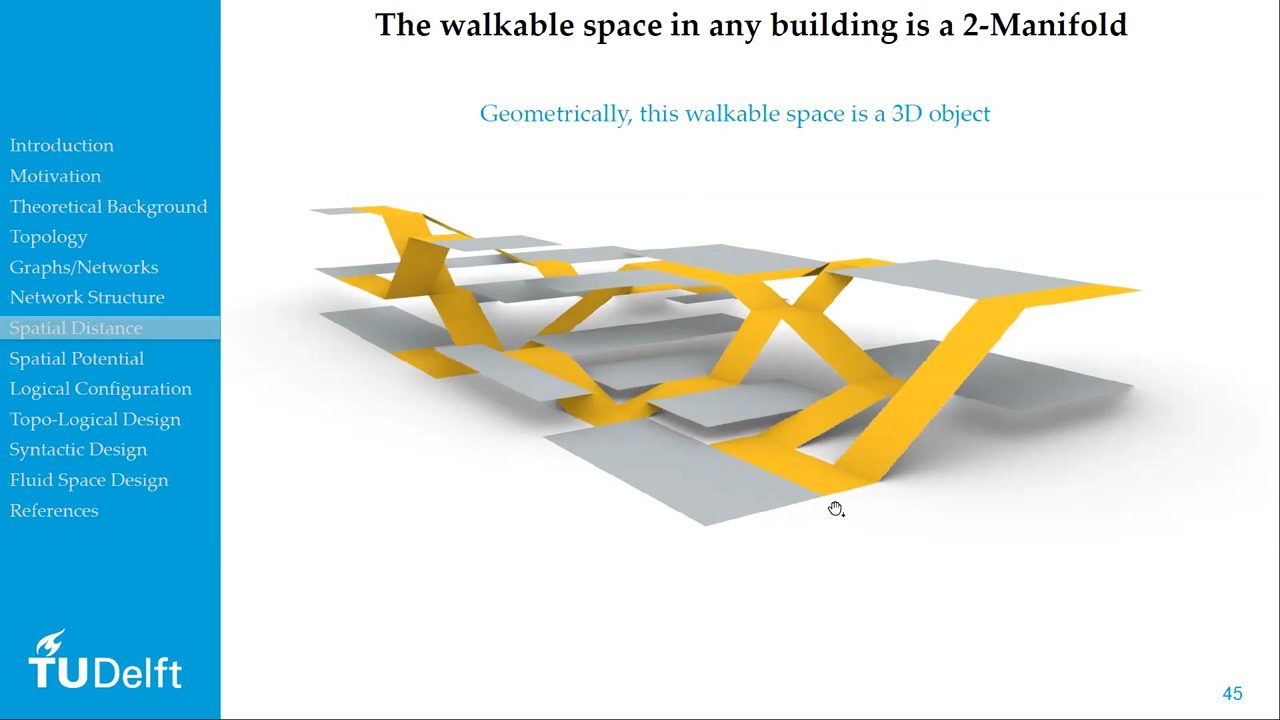 The walkable space in any building is a 2-Manifold
Geometrically, this walkable space is a 3D object
Introduction
Motivation
Theoretical Background
Topology
Graphs/Networks
Network Structure
Spatial Distance
Spatial Potential
Logical Configuration
Topo-Logical Design
Syntactic Design
Fluid Space Design
References
TUDelft
45